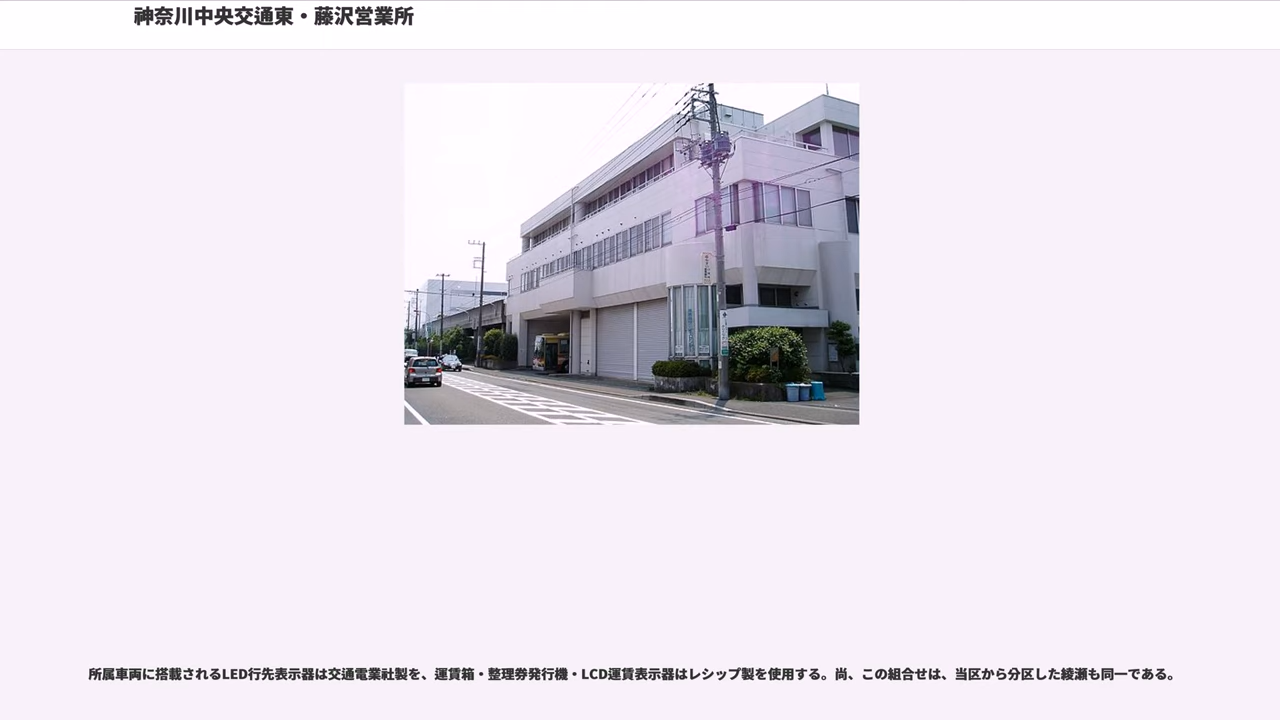 神奈川中央交通東・藤沢営業所
所属車両に搭載されるLED行先表示器は交通電業社製を、運賃箱・整理券発行機・LCD運賃表示器はレシップ製を使用する。尚、この組合せは、当区から分区した綾瀬も同一である。